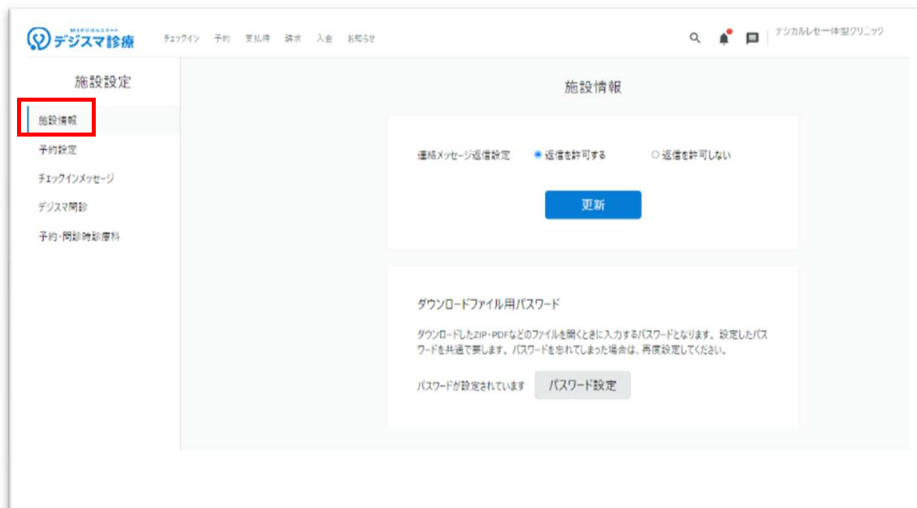 デジスマ診療
チェックイン 予約 支払待 請求 入会 お知らせ
デジカルレセ一体型クリニック
施設設定
施設情報
予約設定
チェックインメッセージ
デジスマ問診
予約・問診時診療科
施設情報
連絡メッセージ返信設定 返信を許可する 返信を許可しない
更新
ダウンロードファイル用パスワード
ダウンロードしたZIP・PDFなどのファイルを開くときに入力するパスワードとなります。設定したパス
ワードを共通で要します。パスワードを忘れてしまった場合は、再度設定してください。
パスワードが設定されています パスワード設定